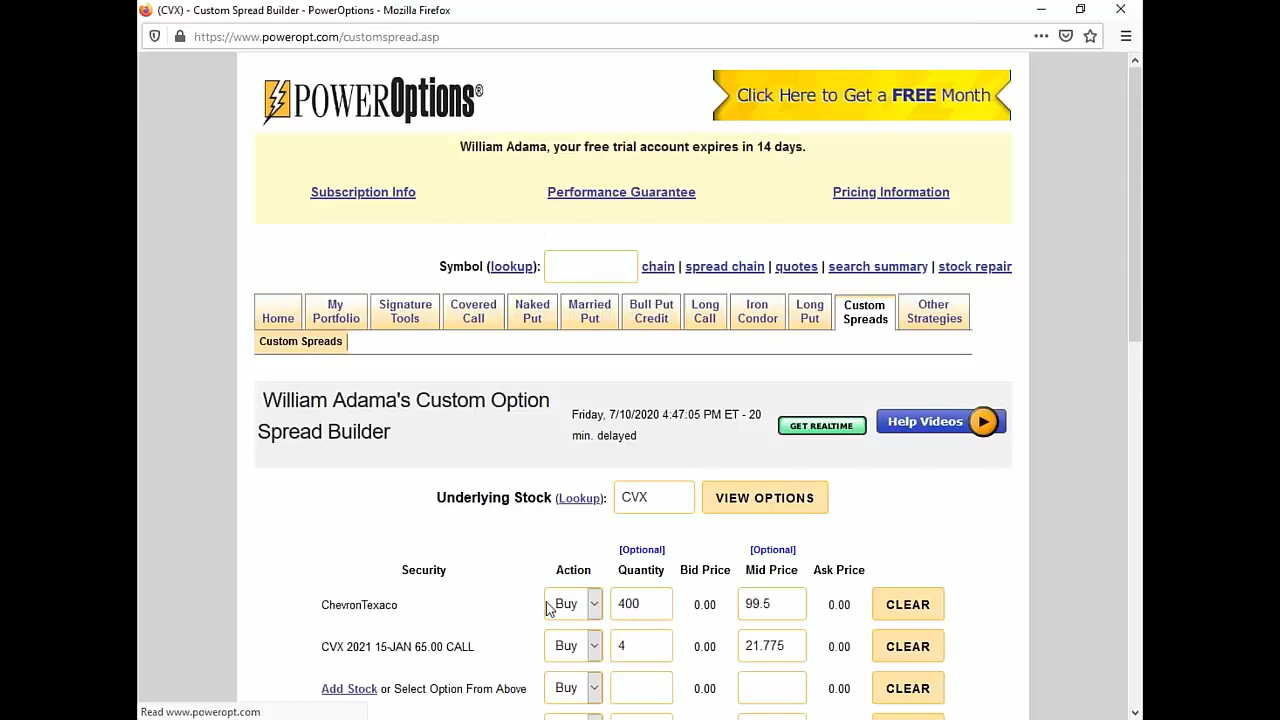 (CVX) - Custom Spread Builder - PowerOptions - Mozilla Firefox
https://www.poweropt.com/customspread.asp
POWEROptions®
Click Here to Get a FREE Month
William Adama, your free trial account expires in 14 days.
Subscription Info Performance Guarantee Pricing Information
Symbol (lookup): chain | spread chain | quotes | search summary | stock repair
Home My Portfolio Signature Tools Covered Call Naked Put Married Put Bull Put Credit Long Call Iron Condor Long Put Custom Spreads Other Strategies
Custom Spreads
William Adama's Custom Option
Spread Builder
Friday, 7/10/2020 4:47:05 PM ET - 20
min. delayed
GET REALTIME
Help Videos
Underlying Stock (Lookup): CVX VIEW OPTIONS
[Optional] [Optional]
Security Action Quantity Bid Price Mid Price Ask Price
ChevronTexaco Buy 400 0.00 99.5 0.00 CLEAR
CVX 2021 15-JAN 65.00 CALL Buy 4 0.00 21.775 0.00 CLEAR
Add Stock or Select Option From Above Buy 0.00 0.00 CLEAR
Read www.poweropt.com